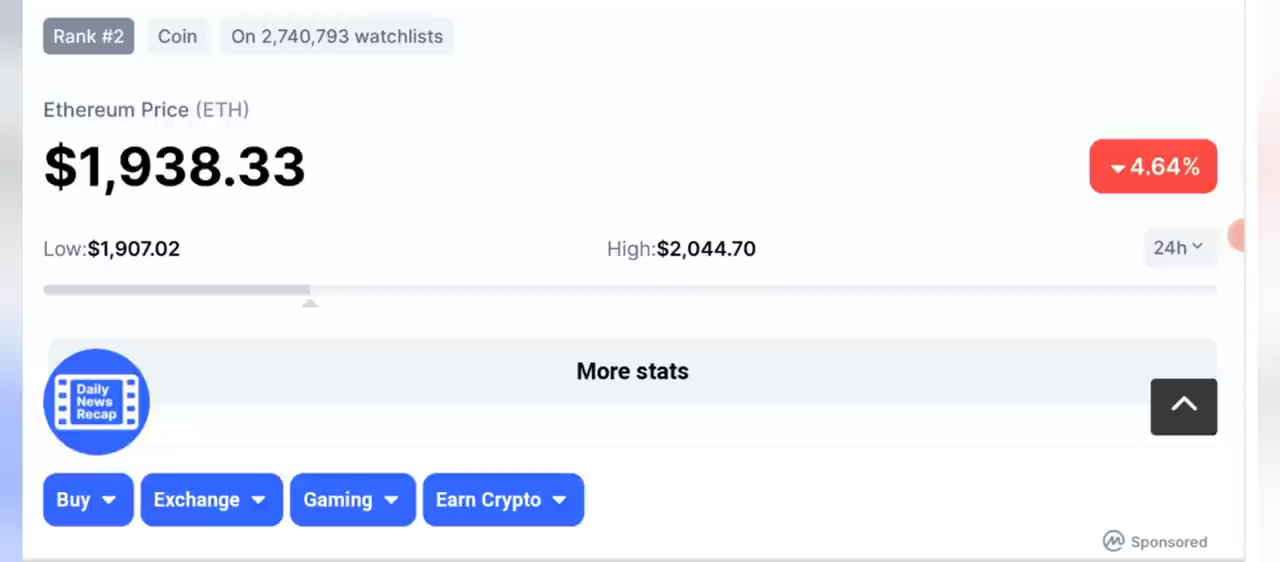 Rank #2 Coin On 2,740,793 watchlists
Ethereum Price (ETH)
$1,938.33 4.64%
Low:$1,907.02 High:$2,044.70 24h
More stats
Daily
News
Recap
Buy Exchange Gaming Earn Crypto
Sponsored